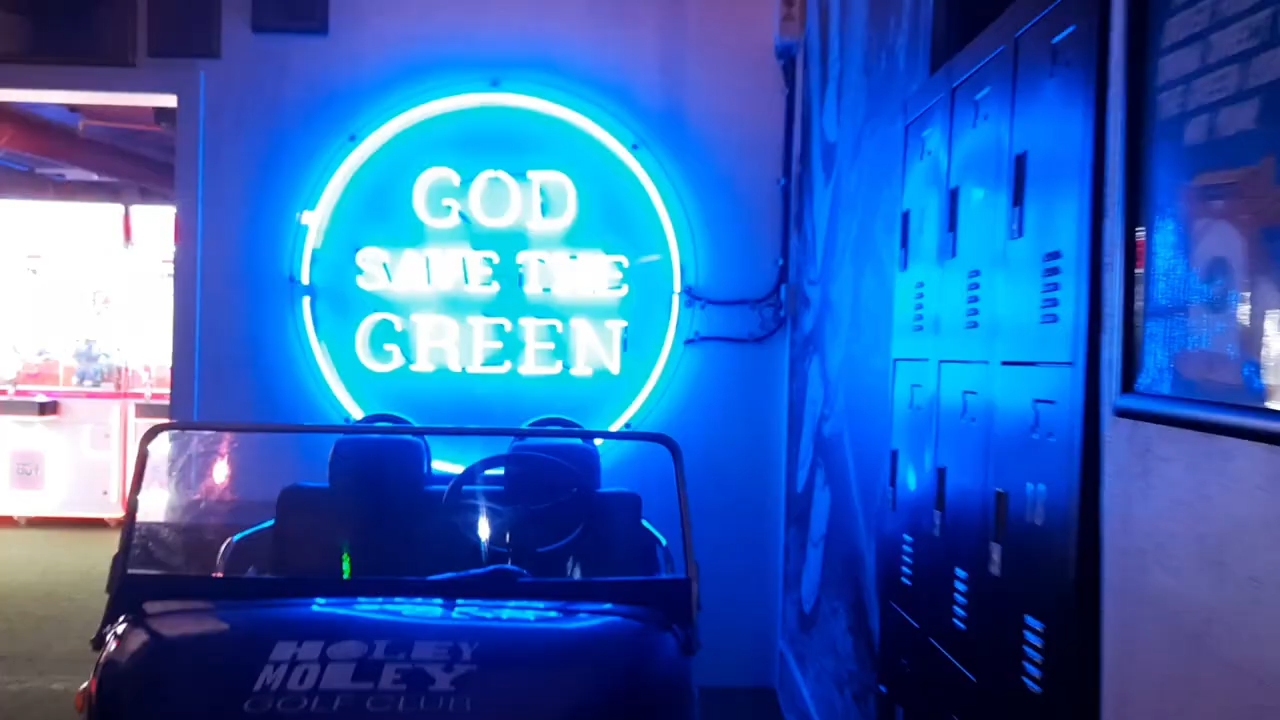 GOD
SAVE THE
GREEN
HOLEY
MOLEY
GOLF CLUB